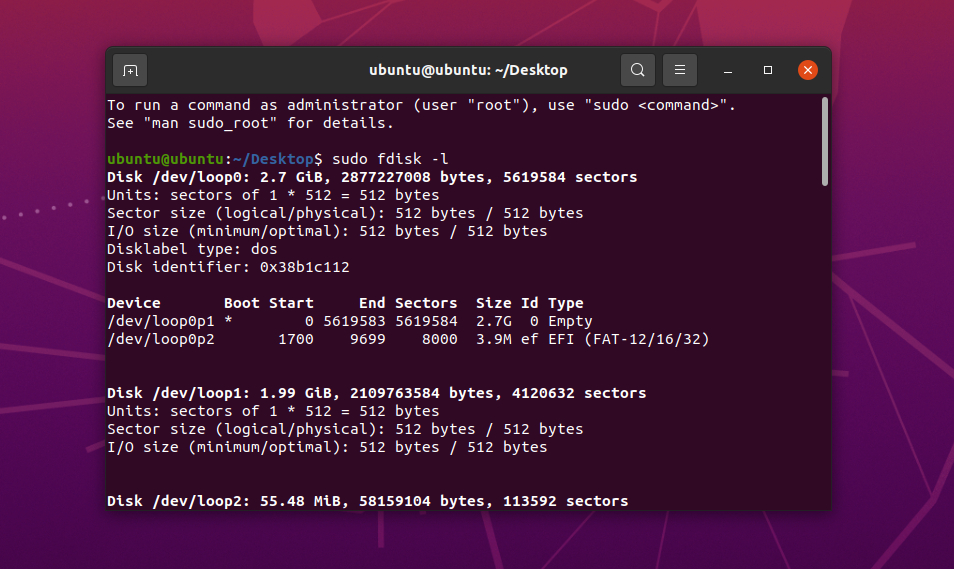 ubuntu@ubuntu: ~/Desktop
To run a command as administrator (user "root"), use "sudo <command>".
See "man sudo_root" for details.
ubuntu@ubuntu:~/Desktop$ sudo fdisk -l
Disk /dev/loop0: 2.7 GiB, 2877227008 bytes, 5619584 sectors
Units: sectors of 1 * 512 = 512 bytes
Sector size (logical/physical): 512 bytes / 512 bytes
I/O size (minimum/optimal): 512 bytes / 512 bytes
Disklabel type: dos
Disk identifier: 0x38b1c112
Device       Boot Start     End Sectors  Size Id Type
/dev/loop0p1 *        0 5619583 5619584  2.7G  0 Empty
/dev/loop0p2       1700    9699    8000  3.9M ef EFI (FAT-12/16/32)
Disk /dev/loop1: 1.99 GiB, 2109763584 bytes, 4120632 sectors
Units: sectors of 1 * 512 = 512 bytes
Sector size (logical/physical): 512 bytes / 512 bytes
I/O size (minimum/optimal): 512 bytes / 512 bytes
Disk /dev/loop2: 55.48 MiB, 58159104 bytes, 113592 sectors